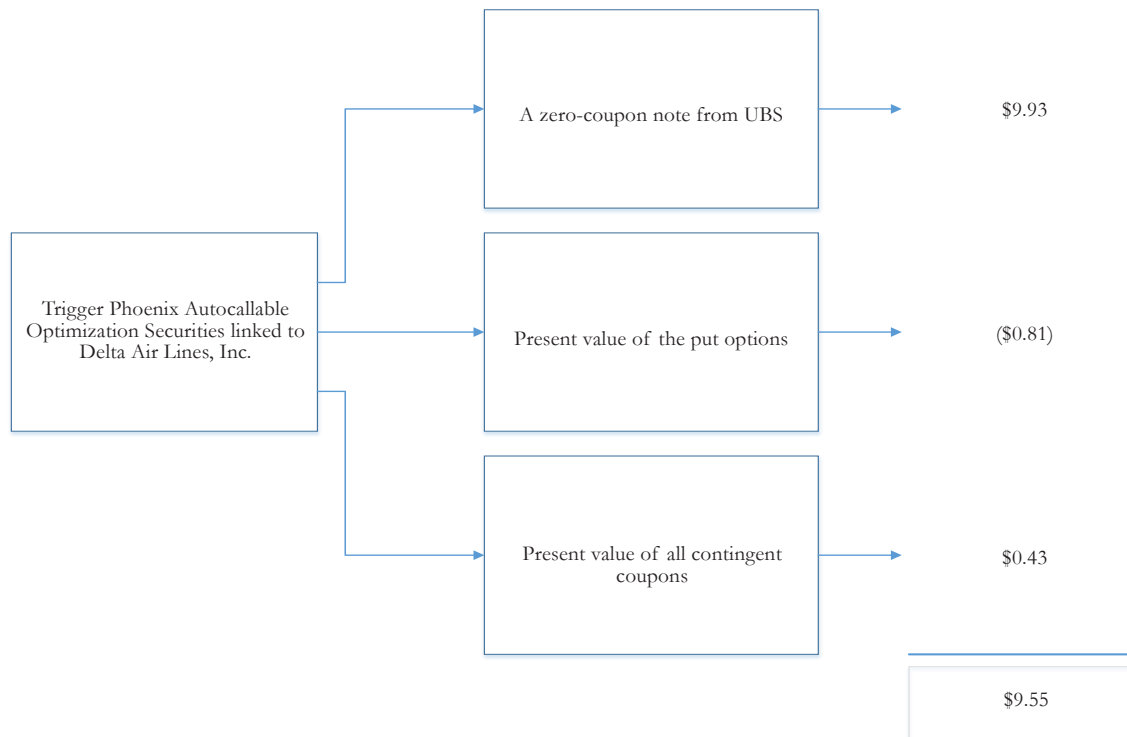 A zero-coupon note from UBS
$9.93
Trigger Phoenix Autocallable
Optimization Securities linked to
Delta Air Lines, Inc.
Present value of the put options
($0.81)
Present value of all contingent
coupons
$0.43
$9.55